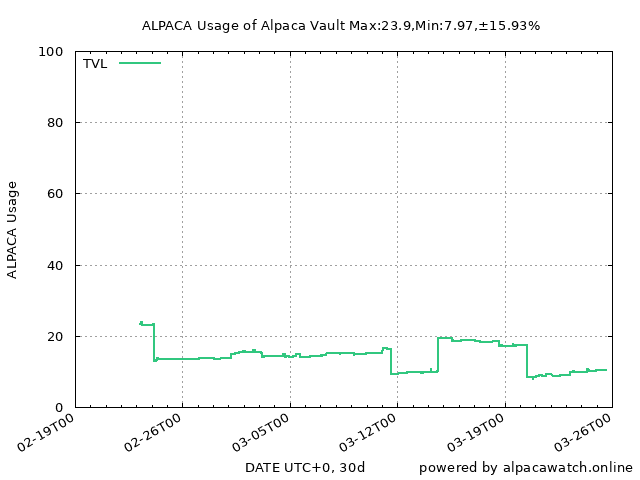 ALPACA Usage of Alpaca Vault Max:23.9,Min:7.97,±15.93%
100
TVL
80
60
ALPACA Usage
40
20
0
02-19T00
02-26T00
03-05T00
03-12T00
03-19T00
03-26T00
DATE UTC+0, 30d
powered by alpacawatch.online